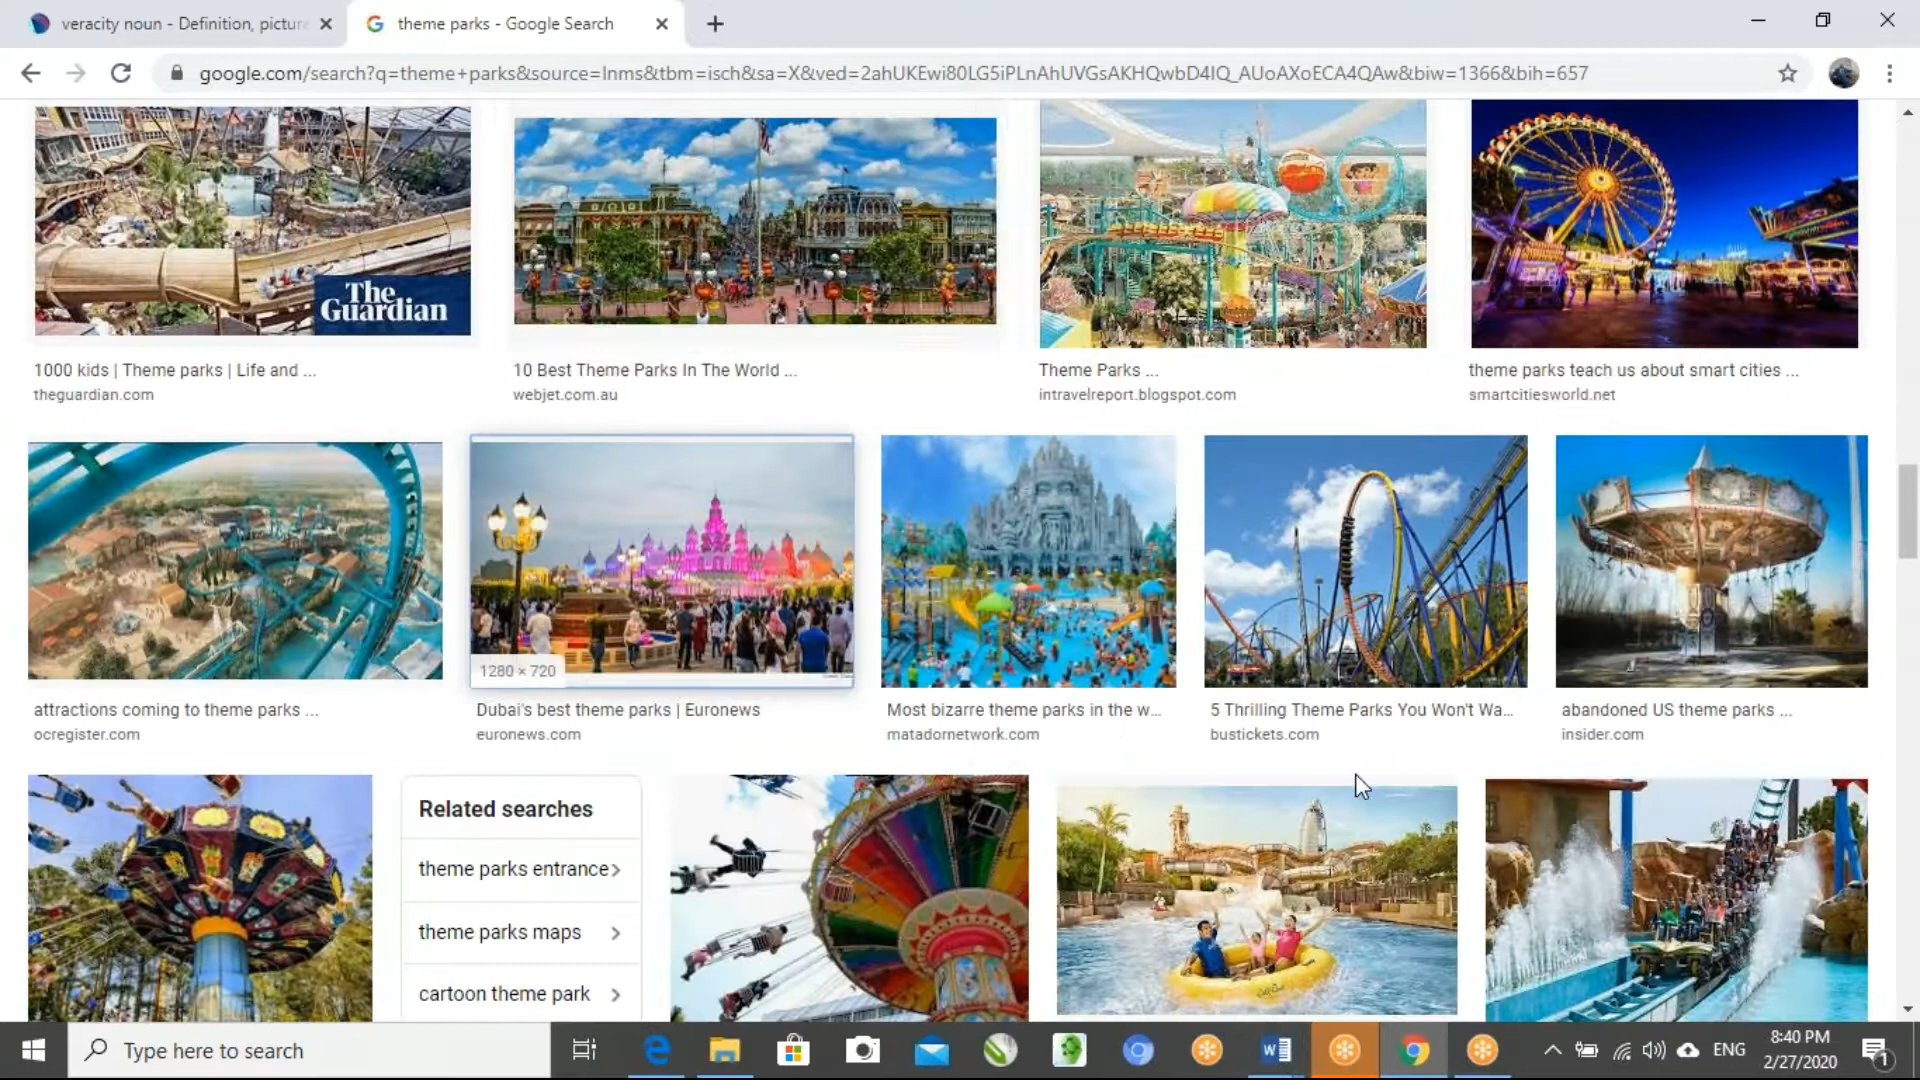 veracity noun - Definition, picture
theme parks - Google Search
google.com/search?q=theme+parks&source=lnms&tbm=isch&sa=X&ved=2ahUKEwi80LG5iPLnAhUVGsAKHQwbD4IQ_AUoAXoECA4QAw&biw=1366&bih=657
The
Guardian
1000 kids | Theme parks | Life and ...
theguardian.com
10 Best Theme Parks In The World ...
webjet.com.au
Theme Parks ...
intravelreport.blogspot.com
theme parks teach us about smart cities ...
smartcitiesworld.net
1280 × 720
attractions coming to theme parks ...
ocregister.com
Dubai's best theme parks | Euronews
euronews.com
Most bizarre theme parks in the w...
matadornetwork.com
5 Thrilling Theme Parks You Won't Wa...
bustickets.com
abandoned US theme parks ...
insider.com
Related searches
theme parks entrance
theme parks maps
cartoon theme park
Type here to search
ENG
8:40 PM
2/27/2020
1